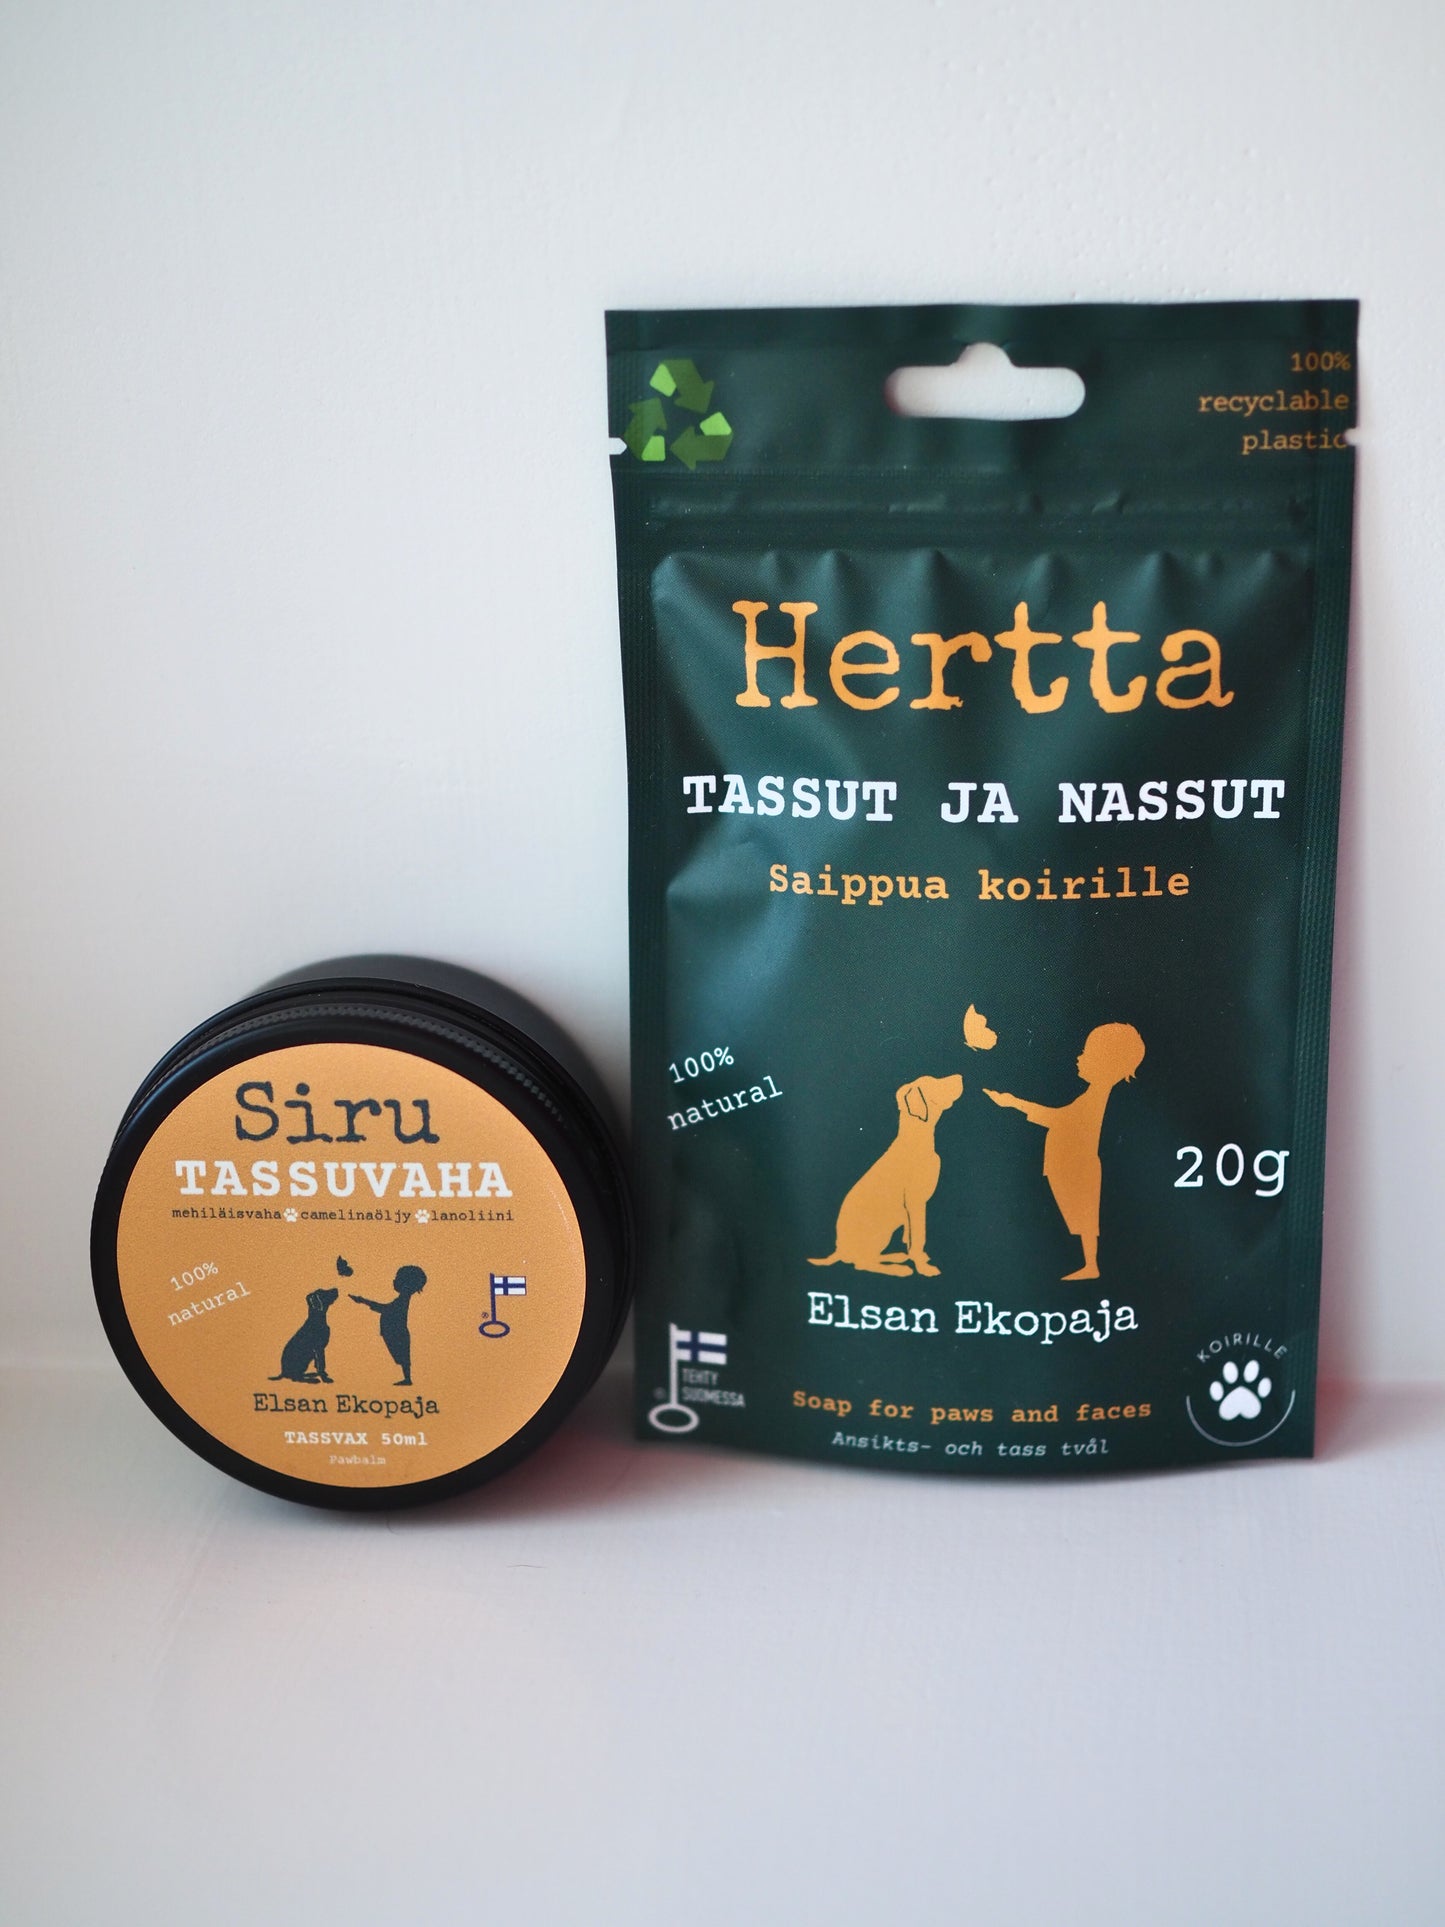 100%
recyclable
plastic
Hertta
TASSUT JA NASSUT
Saippua koirille
100%
natural
20g
Elsan Ekopaja
TEHTY
SUOMESSA
KOIRILLE
Soap for paws and faces
Ansikts- och tass tvål
Siru
TASSUVAHA
mehiläisvaha camelinaöljy lanoliini
100%
natural
Elsan Ekopaja
TASSVAX 50ml
Pawbalm